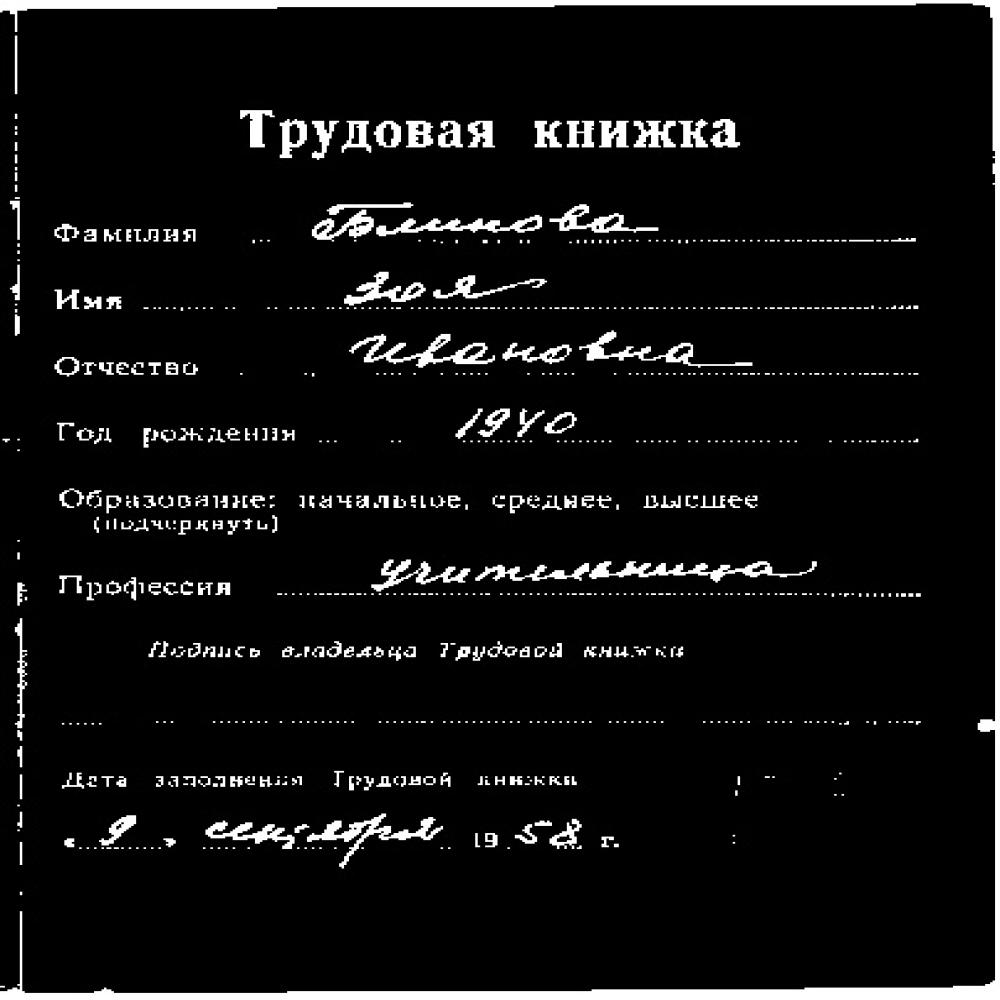 Трудовая книжка
Фамилия Блинова
Имя Зоя
Отчество Ивановна
Год рождения 1940
Образование: начальное, среднее, высшее
(подчеркнуть)
Профессия учительница
Подпись владельца Трудовой книжки
Дата заполнения Трудовой книжки
« 9 » сентября 1958 г.